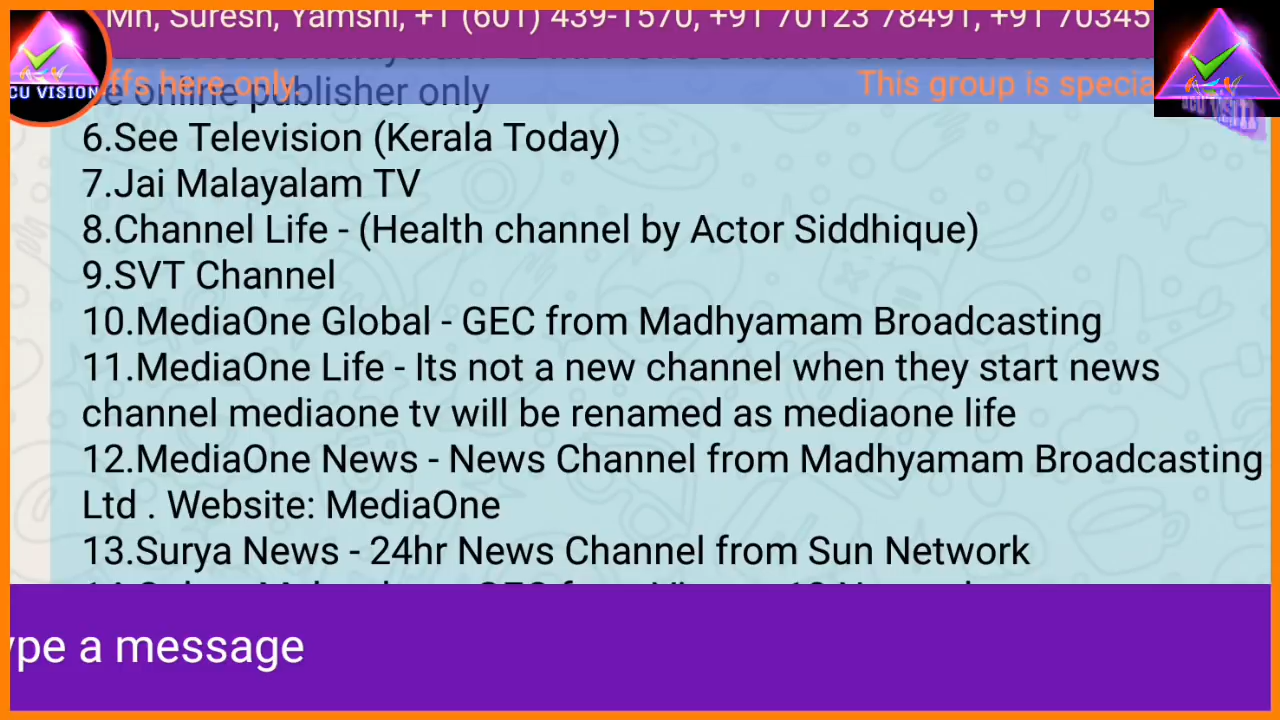 Mn, Suresh, Yamshi, +1 (601) 439-1570, +91 70123 78491, +91 70345
ffs here only. This group is specia
online publisher only
6.See Television (Kerala Today)
7.Jai Malayalam TV
8.Channel Life - (Health channel by Actor Siddhique)
9.SVT Channel
10.MediaOne Global - GEC from Madhyamam Broadcasting
11.MediaOne Life - Its not a new channel when they start news
channel mediaone tv will be renamed as mediaone life
12.MediaOne News - News Channel from Madhyamam Broadcasting
Ltd . Website: MediaOne
13.Surya News - 24hr News Channel from Sun Network
ype a message
CU VISION